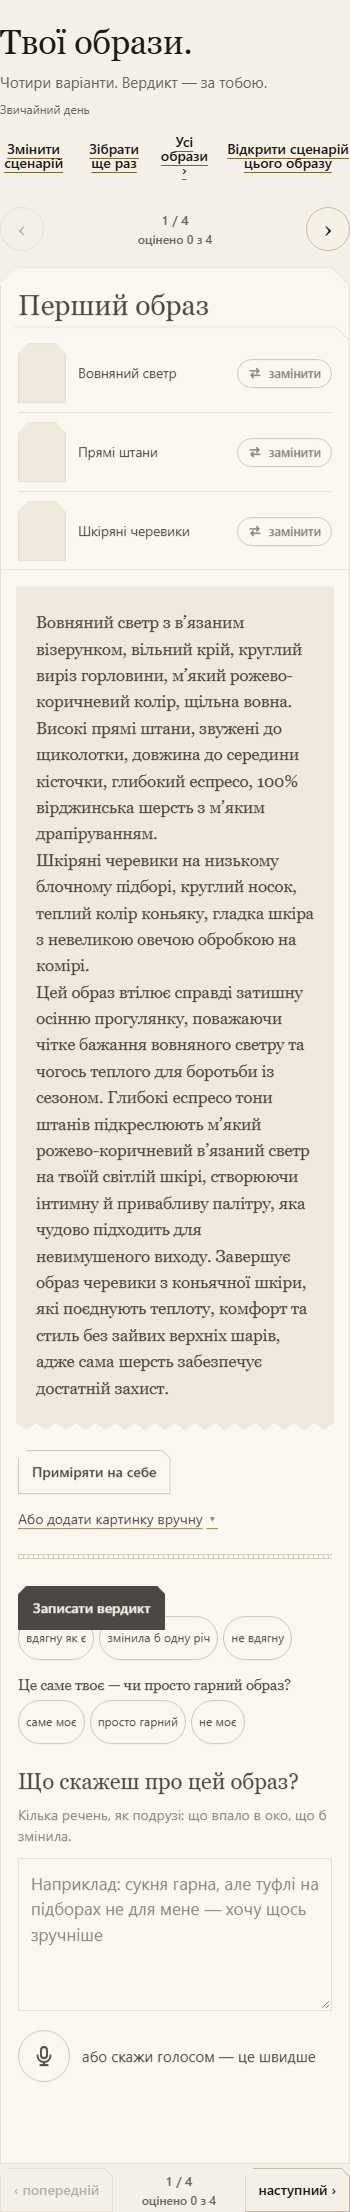 Твої образи.
Чотири варіанти. Вердикт — за тобою.
Звичайний день
Змінити сценарій
Зібрати ще раз
Усі образи ›
Відкрити сценарій цього образу
‹
1 / 4
оцінено 0 з 4
›
Перший образ
Вовняний светр
⇄ замінити
Прямі штани
⇄ замінити
Шкіряні черевики
⇄ замінити
Вовняний светр з в’язаним
візерунком, вільний крій, круглий
виріз горловини, м’який рожево-
коричневий колір, щільна вовна.
Високі прямі штани, звужені до
щиколотки, довжина до середини
кісточки, глибокий еспресо, 100%
вірджинська шерсть з м’яким
драпіруванням.
Шкіряні черевики на низькому
блочному підборі, круглий носок,
теплий колір коньяку, гладка шкіра
з невеликою овечою обробкою на
комірі.
Цей образ втілює справді затишну
осінню прогулянку, поважаючи
чітке бажання вовняного светру та
чогось теплого для боротьби із
сезоном. Глибокі еспресо тони
штанів підкреслюють м’який
рожево-коричневий в’язаний светр
на твоїй світлій шкірі, створюючи
інтимну й привабливу палітру, яка
чудово підходить для
невимушеного виходу. Завершує
образ черевики з коньячної шкіри,
які поєднують теплоту, комфорт та
стиль без зайвих верхніх шарів,
адже сама шерсть забезпечує
достатній захист.
Приміряти на себе
Або додати картинку вручну ▾
Записати вердикт
вдягну як є
змінила б одну річ
не вдягну
Це саме твоє — чи просто гарний образ?
саме моє
просто гарний
не моє
Що скажеш про цей образ?
Кілька речень, як подрузі: що впало в око, що б
змінила.
Наприклад: сукня гарна, але туфлі на
підборах не для мене — хочу щось
зручніше
або скажи голосом — це швидше
‹ попередній
1 / 4
оцінено 0 з 4
наступний ›